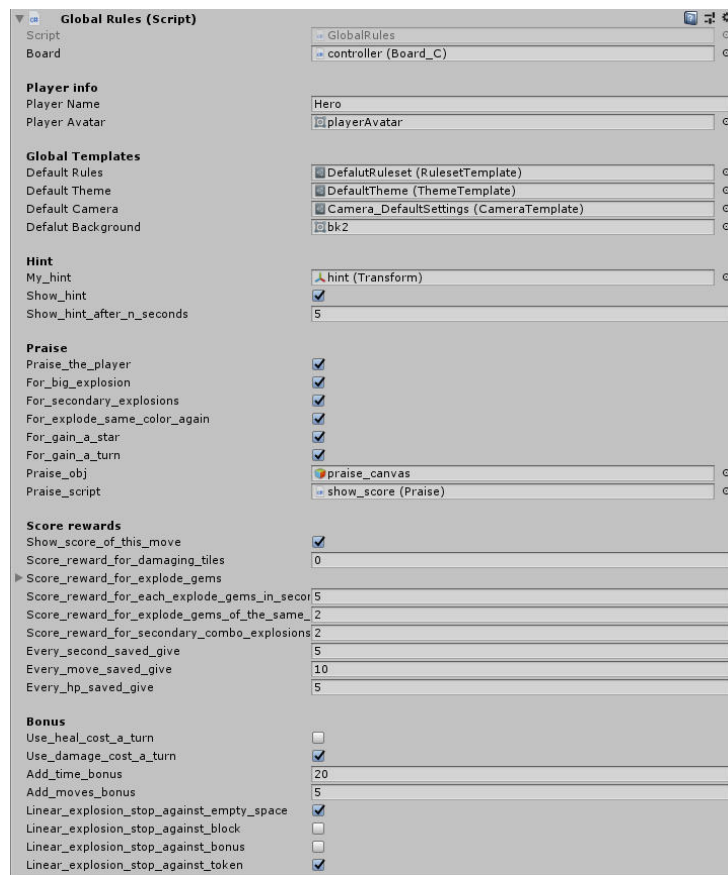 Global Rules (Script)
Script GlobalRules
Board controller (Board_C)
Player info
Player Name Hero
Player Avatar playerAvatar
Global Templates
Default Rules DefalutRuleset (RulesetTemplate)
Default Theme DefaultTheme (ThemeTemplate)
Default Camera Camera_DefaultSettings (CameraTemplate)
Defalut Background bk2
Hint
My_hint hint (Transform)
Show_hint
Show_hint_after_n_seconds 5
Praise
Praise_the_player
For_big_explosion
For_secondary_explosions
For_explode_same_color_again
For_gain_a_star
For_gain_a_turn
Praise_obj praise_canvas
Praise_script show_score (Praise)
Score rewards
Show_score_of_this_move
Score_reward_for_damaging_tiles 0
Score_reward_for_explode_gems
Score_reward_for_each_explode_gems_in_secor 5
Score_reward_for_explode_gems_of_the_same_ 2
Score_reward_for_secondary_combo_explosions 2
Every_second_saved_give 5
Every_move_saved_give 10
Every_hp_saved_give 5
Bonus
Use_heal_cost_a_turn
Use_damage_cost_a_turn
Add_time_bonus 20
Add_moves_bonus 5
Linear_explosion_stop_against_empty_space
Linear_explosion_stop_against_block
Linear_explosion_stop_against_bonus
Linear_explosion_stop_against_token